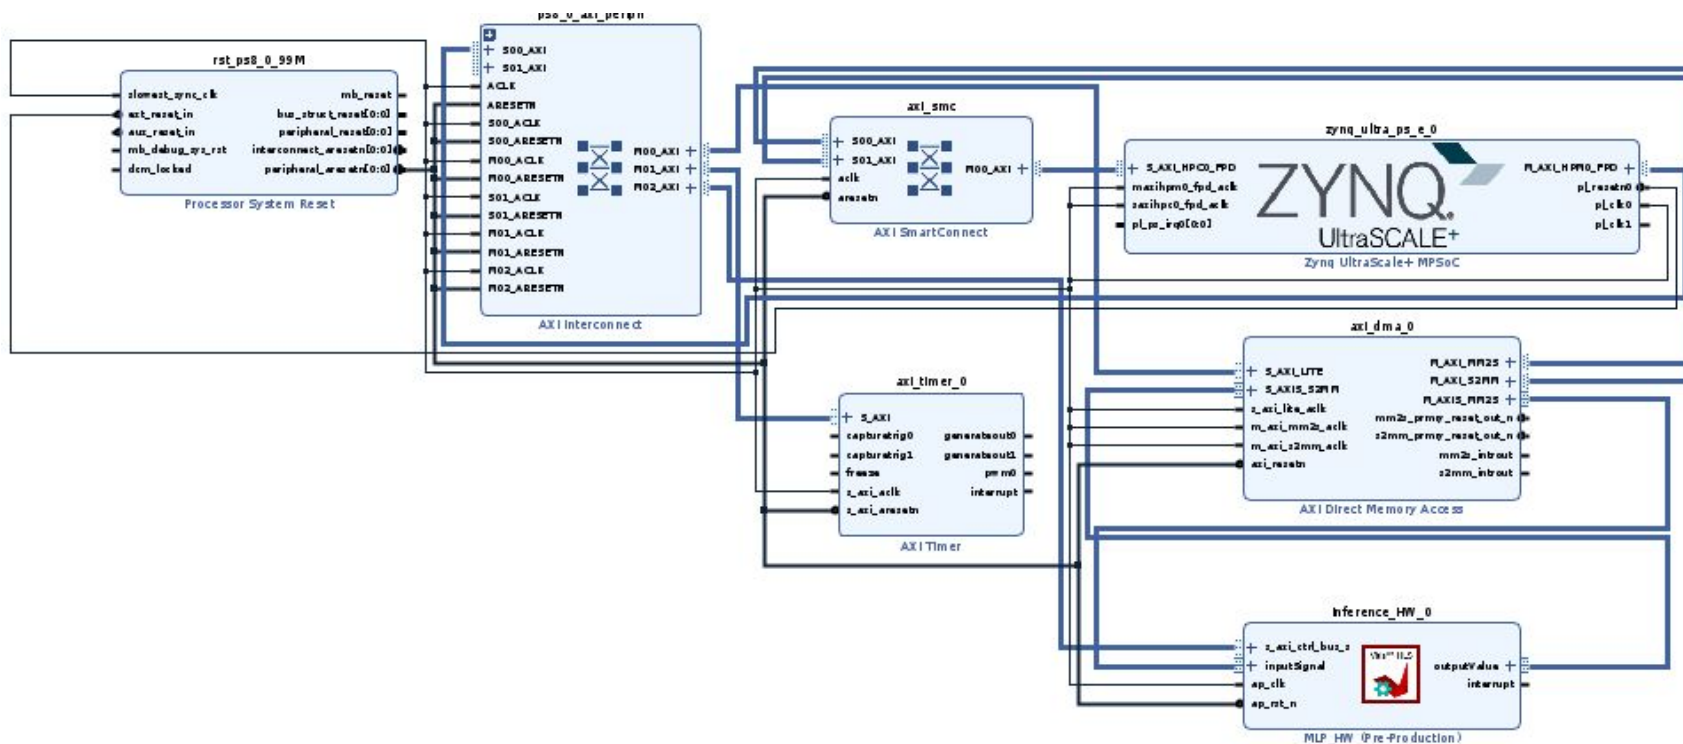 ps8_0_axi_periph
rst_ps8_0_99M
slowest_sync_clk
mb_reset
ext_reset_in
bus_struct_reset[0:0]
aux_reset_in
peripheral_reset[0:0]
mb_debug_sys_rst
interconnect_aresetn[0:0]
dcm_locked
peripheral_aresetn[0:0]
Processor System Reset
S00_AXI
S01_AXI
ACLK
ARESETN
S00_ACLK
S00_ARESETN
M00_ACLK
M00_ARESETN
S01_ACLK
S01_ARESETN
M01_ACLK
M01_ARESETN
M02_ACLK
M02_ARESETN
M00_AXI
M01_AXI
M02_AXI
AXI Interconnect
axi_smc
S00_AXI
S01_AXI
aclk
aresetn
M00_AXI
AXI SmartConnect
zynq_ultra_ps_e_0
S_AXI_HPC0_FPD
maxihpm0_fpd_aclk
saxihpc0_fpd_aclk
pl_ps_irq0[0:0]
ZYNQ.
UltraSCALE+
M_AXI_HPM0_FPD
pl_resetn0
pl_clk0
pl_clk1
Zynq UltraScale+ MPSoC
axi_timer_0
S_AXI
capturetrig0
capturetrig1
freeze
s_axi_aclk
s_axi_aresetn
generateout0
generateout1
pwm0
interrupt
AXI Timer
axi_dma_0
S_AXI_LITE
S_AXIS_S2MM
s_axi_lite_aclk
m_axi_mm2s_aclk
m_axi_s2mm_aclk
axi_resetn
M_AXI_MM2S
M_AXI_S2MM
M_AXIS_MM2S
mm2s_prmry_reset_out_n
s2mm_prmry_reset_out_n
mm2s_introut
s2mm_introut
AXI Direct Memory Access
Inference_HW_0
s_axi_ctrl_bus_s
inputSignal
ap_clk
ap_rst_n
Vitis™ HLS
outputValue
interrupt
MLP_HW (Pre-Production)